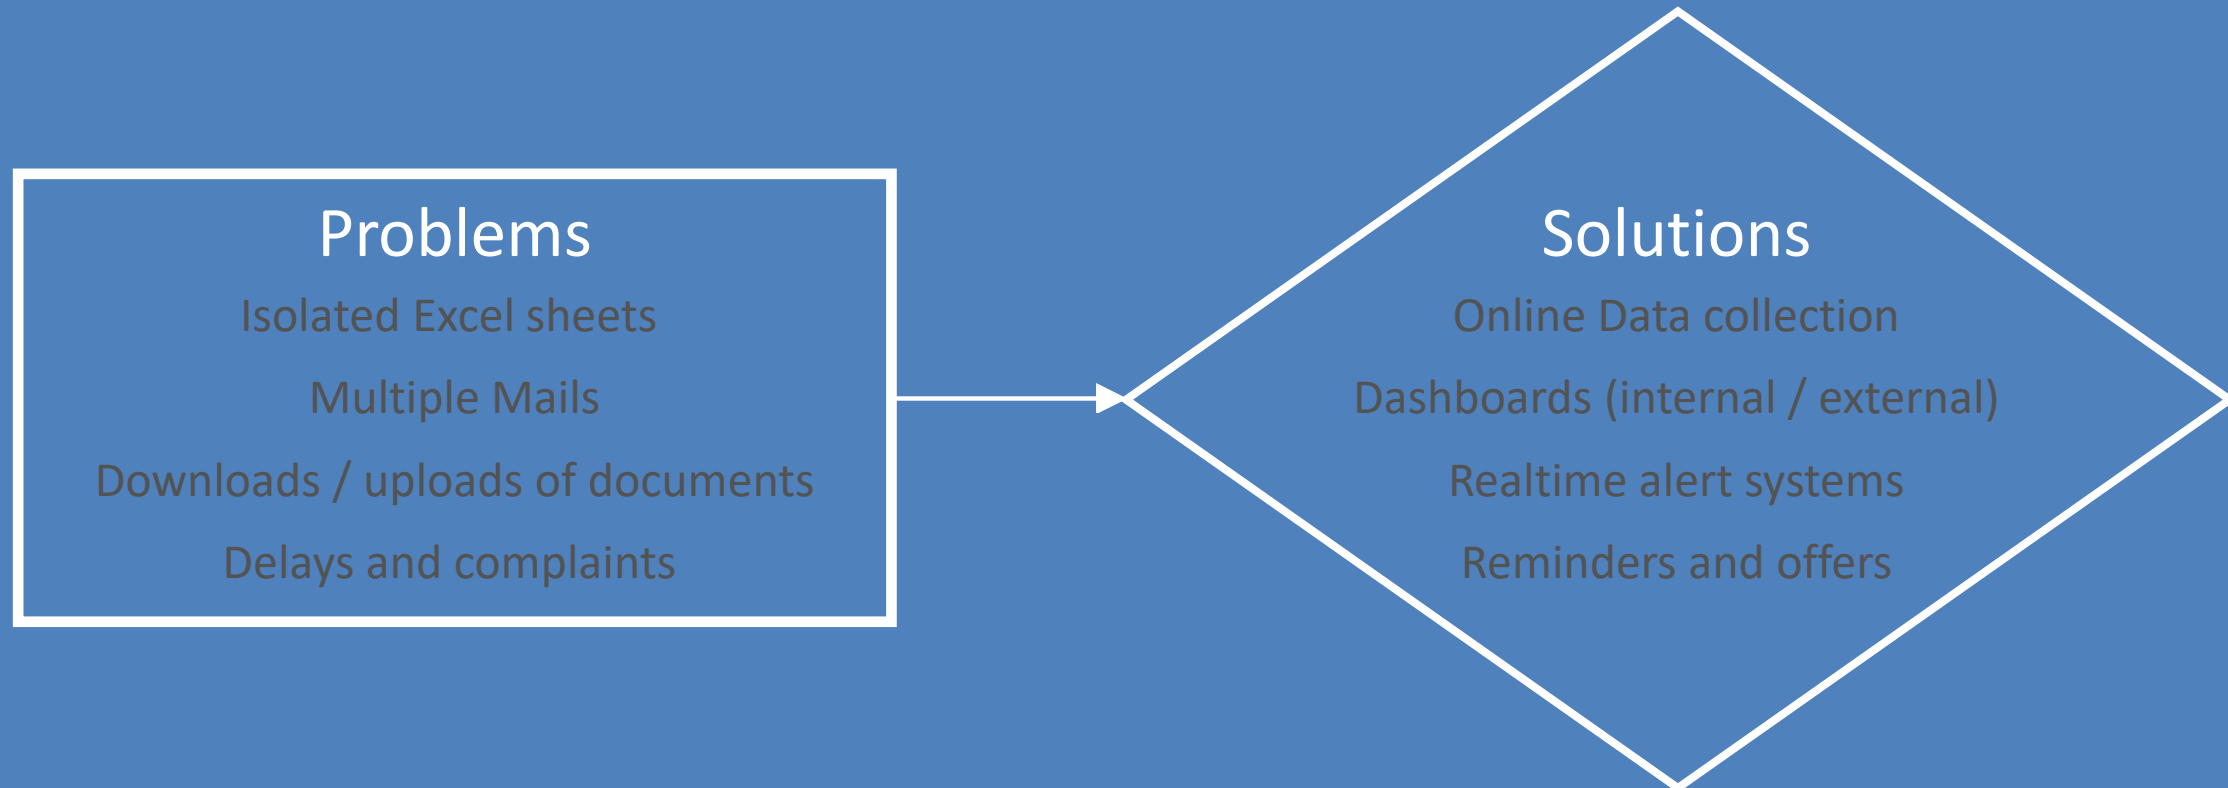 Problems
Isolated Excel sheets
Multiple Mails
Downloads / uploads of documents
Delays and complaints
Solutions
Online Data collection
Dashboards (internal / external)
Realtime alert systems
Reminders and offers